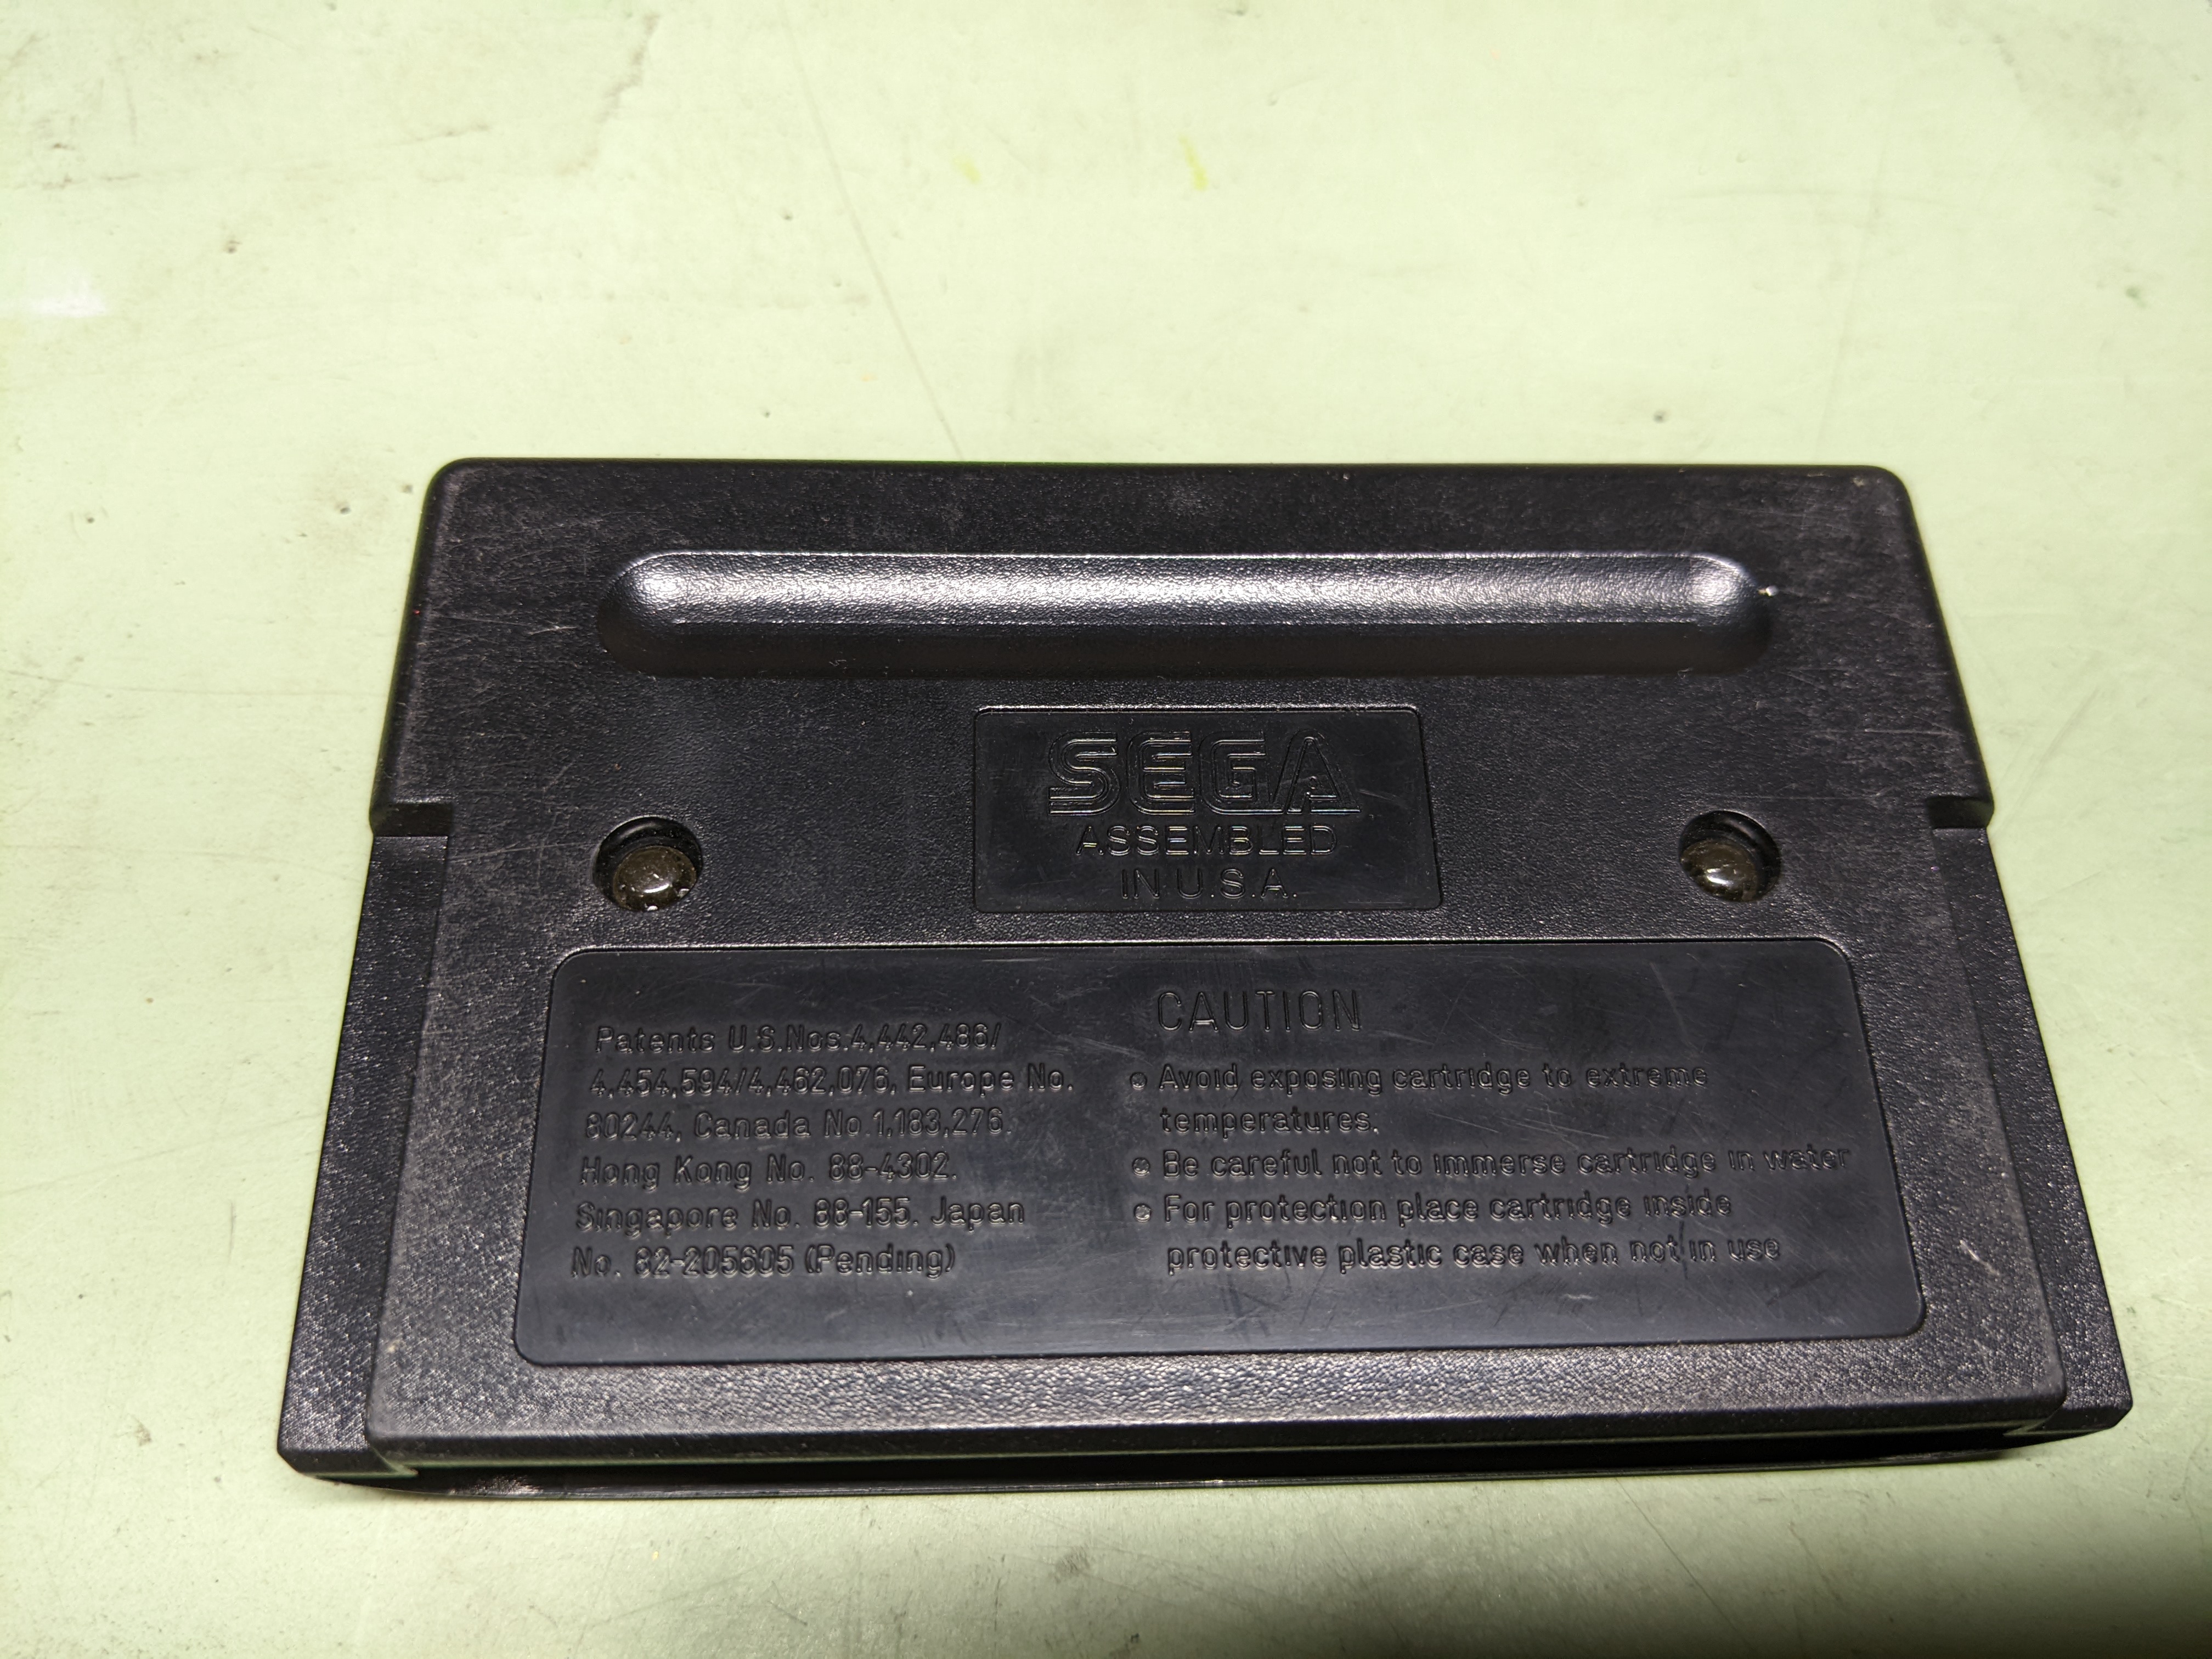 SEGA
ASSEMBLED
IN U.S.A.
Patents U.S.Nos.4,442,486/
4,454,594/4,462,076, Europe No.
80244, Canada No.1,183,276.
Hong Kong No. 88-4302.
Singapore No. 88-155. Japan
No. 82-205605 (Pending)
CAUTION
● Avoid exposing cartridge to extreme
temperatures.
● Be careful not to immerse cartridge in water
● For protection place cartridge inside
protective plastic case when not in use